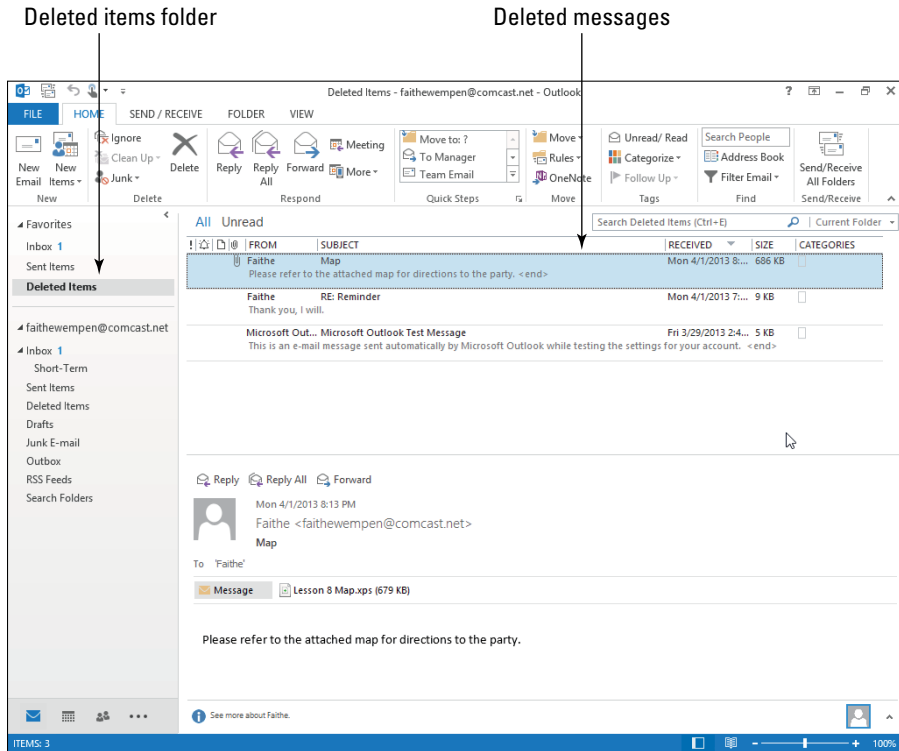 Deleted items folder
Deleted messages
Deleted Items - faithewempen@comcast.net - Outlook
?
FILE HOME SEND / RECEIVE FOLDER VIEW
New Email
New Items
New
Ignore
Clean Up
Junk
Delete
Delete
Reply
Reply All
Forward
Meeting
More
Respond
Move to: ?
To Manager
Team Email
Quick Steps
Move
Rules
OneNote
Move
Unread/ Read
Categorize
Follow Up
Tags
Search People
Address Book
Filter Email
Find
Send/Receive All Folders
Send/Receive
Favorites
Inbox 1
Sent Items
Deleted Items
faithewempen@comcast.net
Inbox 1
Short-Term
Sent Items
Deleted Items
Drafts
Junk E-mail
Outbox
RSS Feeds
Search Folders
All Unread
Search Deleted Items (Ctrl+E) Current Folder
! FROM SUBJECT RECEIVED SIZE CATEGORIES
Faithe Map Mon 4/1/2013 8:... 686 KB
Please refer to the attached map for directions to the party. <end>
Faithe RE: Reminder Mon 4/1/2013 7:... 9 KB
Thank you, I will.
Microsoft Out... Microsoft Outlook Test Message Fri 3/29/2013 2:4... 5 KB
This is an e-mail message sent automatically by Microsoft Outlook while testing the settings for your account. <end>
Reply Reply All Forward
Mon 4/1/2013 8:13 PM
Faithe <faithewempen@comcast.net>
Map
To 'Faithe'
Message Lesson 8 Map.xps (679 KB)
Please refer to the attached map for directions to the party.
See more about Faithe.
ITEMS: 3
100%